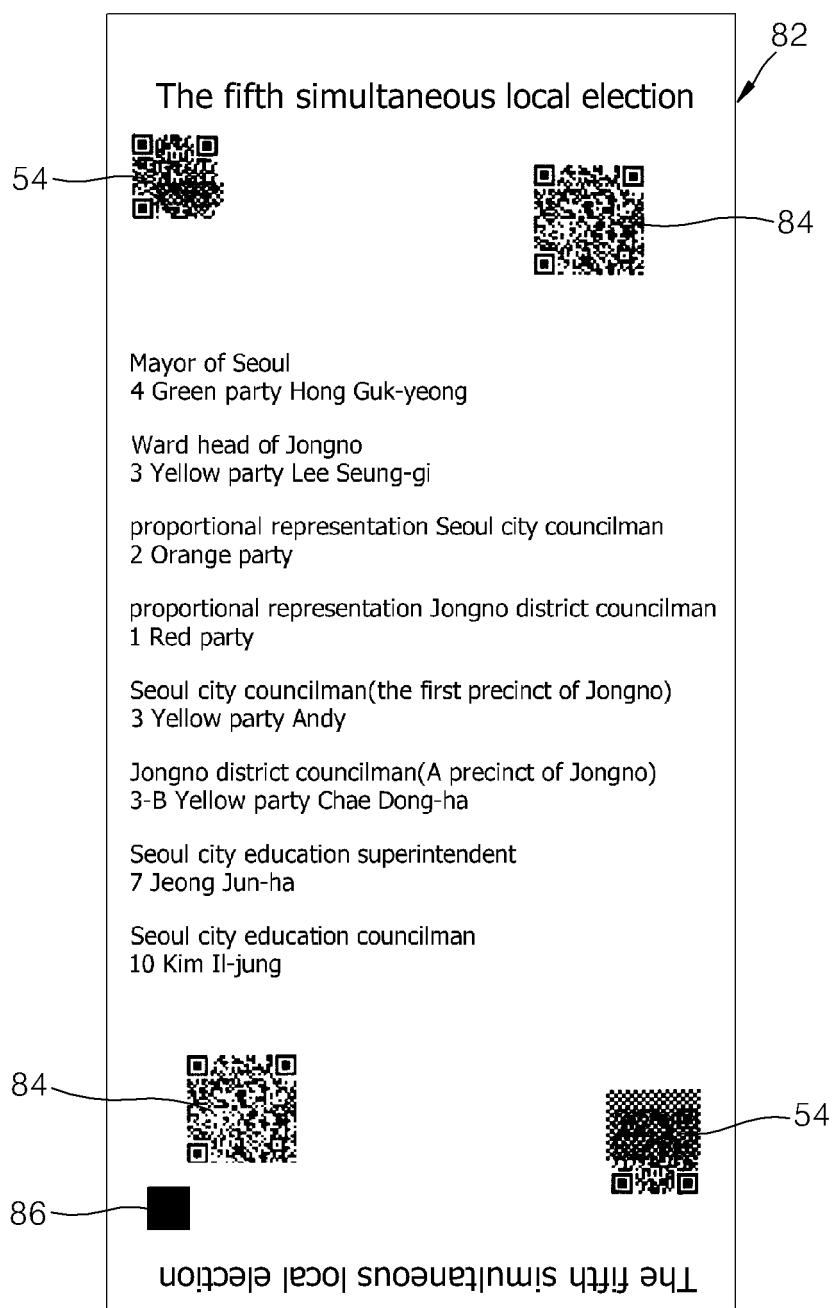 82
The fifth simultaneous local election
54
84
Mayor of Seoul
4 Green party Hong Guk-yeong
Ward head of Jongno
3 Yellow party Lee Seung-gi
proportional representation Seoul city councilman
2 Orange party
proportional representation Jongno district councilman
1 Red party
Seoul city councilman(the first precinct of Jongno)
3 Yellow party Andy
Jongno district councilman(A precinct of Jongno)
3-B Yellow party Chae Dong-ha
Seoul city education superintendent
7 Jeong Jun-ha
Seoul city education councilman
10 Kim Il-jung
84
54
86
The fifth simultaneous local election